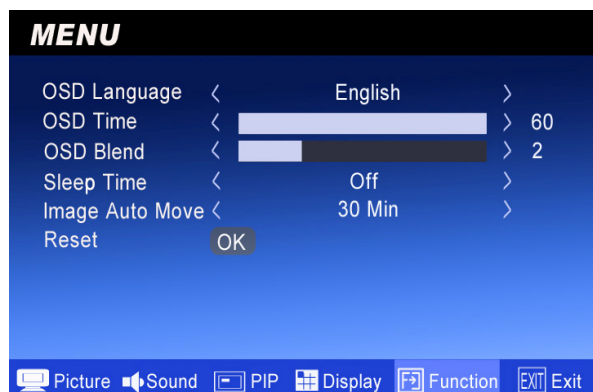 MENU
OSD Language < English >
OSD Time < > 60
OSD Blend < > 2
Sleep Time < Off >
Image Auto Move < 30 Min >
Reset OK
Picture Sound PIP Display F Function EXIT Exit